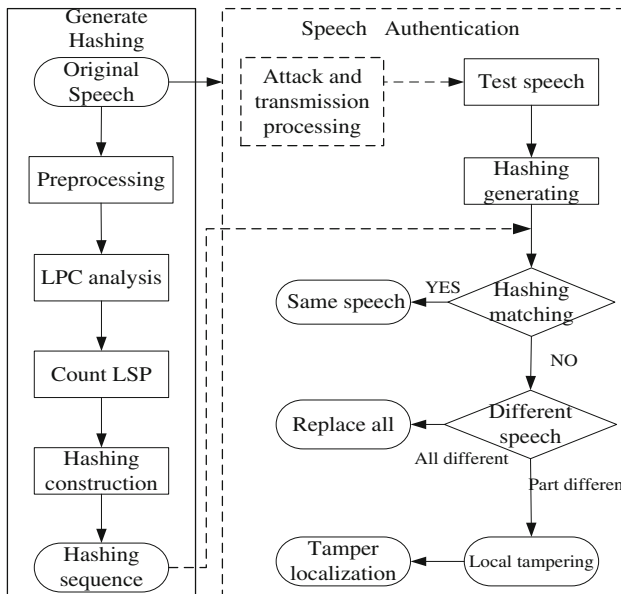 Generate
Hashing
Original
Speech
Preprocessing
LPC analysis
Count LSP
Hashing
construction
Hashing
sequence
Speech Authentication
Attack and
transmission
processing
Test speech
Hashing
generating
Hashing
matching
YES
Same speech
NO
Different
speech
All different
Replace all
Part different
Local tampering
Tamper
localization